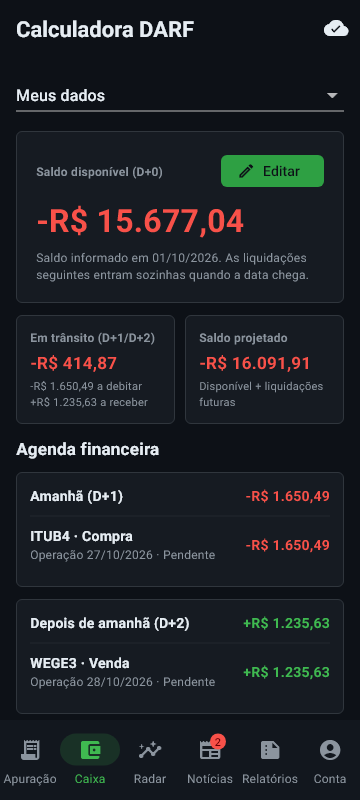 Calculadora DARF
Meus dados
Saldo disponível (D+0)
Editar
-R$ 15.677,04
Saldo informado em 01/10/2026. As liquidações
seguintes entram sozinhas quando a data chega.
Em trânsito (D+1/D+2)
-R$ 414,87
-R$ 1.650,49 a debitar
+R$ 1.235,63 a receber
Saldo projetado
-R$ 16.091,91
Disponível + liquidações
futuras
Agenda financeira
Amanhã (D+1)
-R$ 1.650,49
ITUB4 · Compra
Operação 27/10/2026 · Pendente
-R$ 1.650,49
Depois de amanhã (D+2)
+R$ 1.235,63
WEGE3 · Venda
Operação 28/10/2026 · Pendente
+R$ 1.235,63
2
Apuração
Caixa
Radar
Notícias
Relatórios
Conta